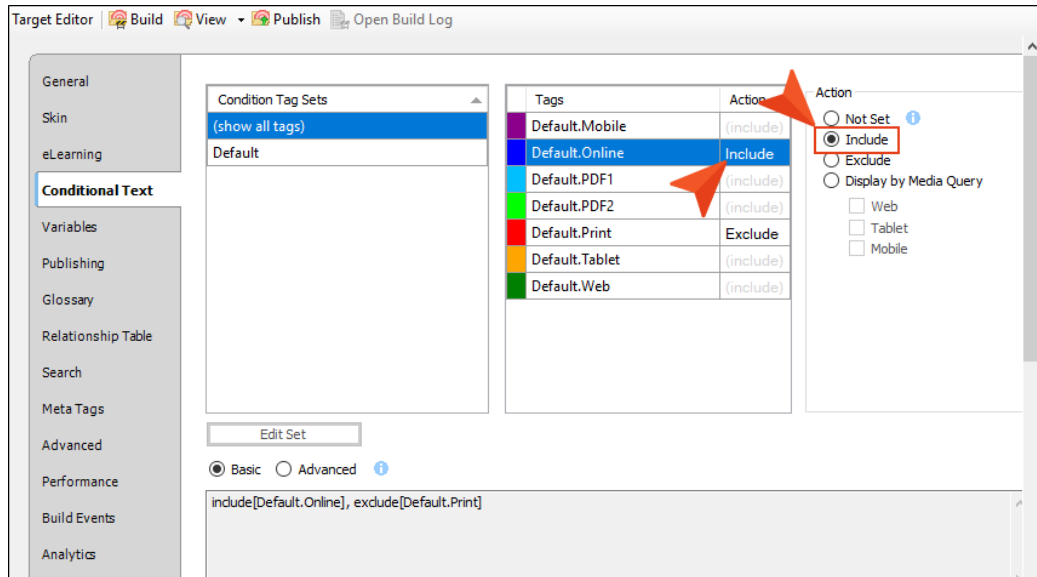 Target Editor Build View Publish Open Build Log
General
Skin
eLearning
Conditional Text
Variables
Publishing
Glossary
Relationship Table
Search
Meta Tags
Advanced
Performance
Build Events
Analytics
Condition Tag Sets
(show all tags)
Default
Tags Action
Default.Mobile (include)
Default.Online Include
Default.PDF1 (include)
Default.PDF2 (include)
Default.Print Exclude
Default.Tablet (include)
Default.Web (include)
Action
Not Set
Include
Exclude
Display by Media Query
Web
Tablet
Mobile
Edit Set
Basic Advanced
include[Default.Online], exclude[Default.Print]